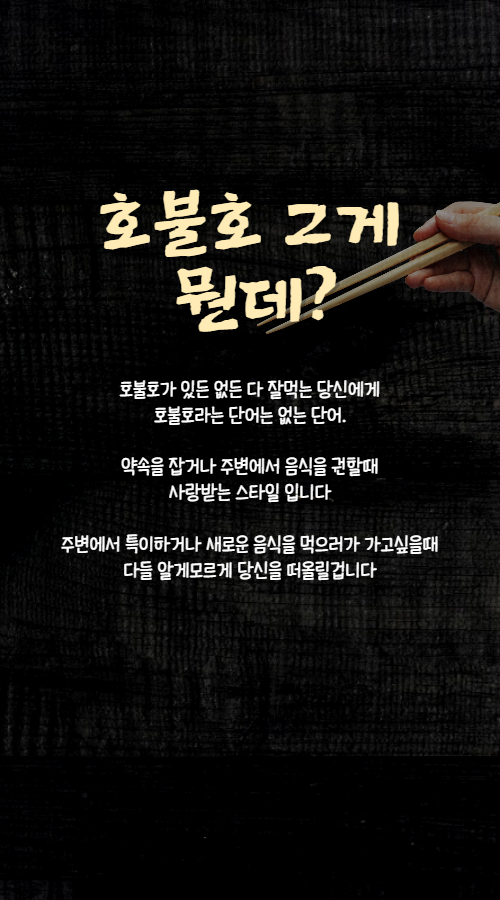 호불호 그게
뭔데?
호불호가 있든 없든 다 잘먹는 당신에게
호불호라는 단어는 없는 단어.
약속을 잡거나 주변에서 음식을 권할때
사랑받는 스타일 입니다
주변에서 특이하거나 새로운 음식을 먹으러가 가고싶을때
다들 알게모르게 당신을 떠올릴겁니다